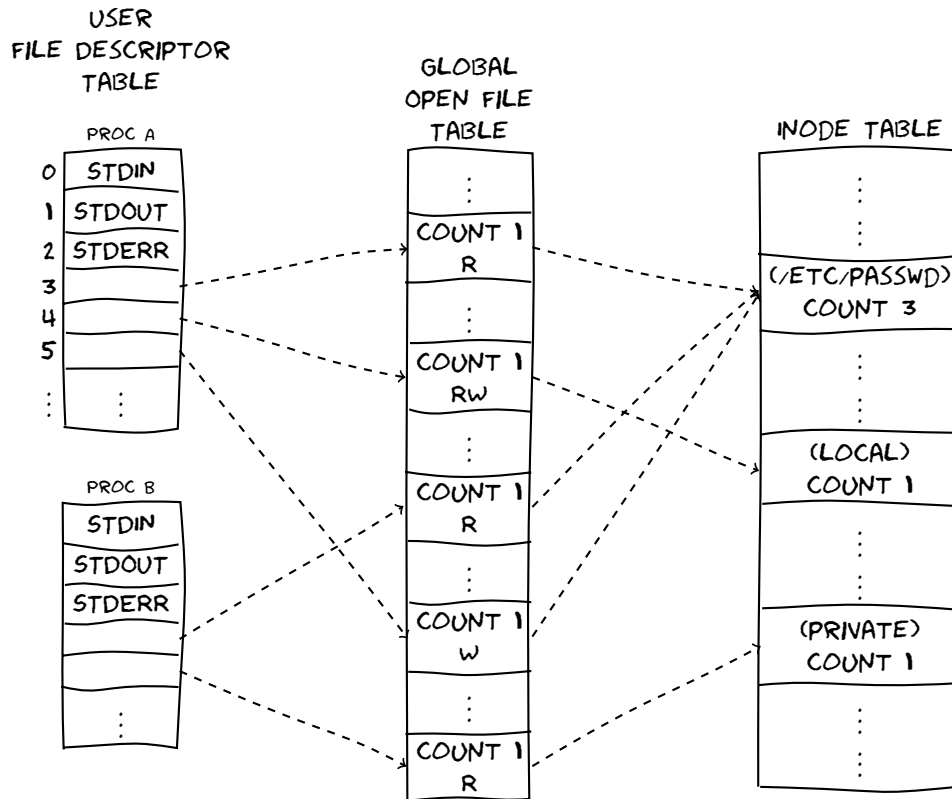 USER
FILE DESCRIPTOR
TABLE
PROC A
0 STDIN
1 STDOUT
2 STDERR
3
4
5
⋮ ⋮
PROC B
STDIN
STDOUT
STDERR
⋮
GLOBAL
OPEN FILE
TABLE
⋮
COUNT 1
R
⋮
COUNT 1
RW
⋮
COUNT 1
R
⋮
COUNT 1
W
⋮
COUNT 1
R
INODE TABLE
⋮
(/ETC/PASSWD)
COUNT 3
⋮
(LOCAL)
COUNT 1
⋮
(PRIVATE)
COUNT 1
⋮